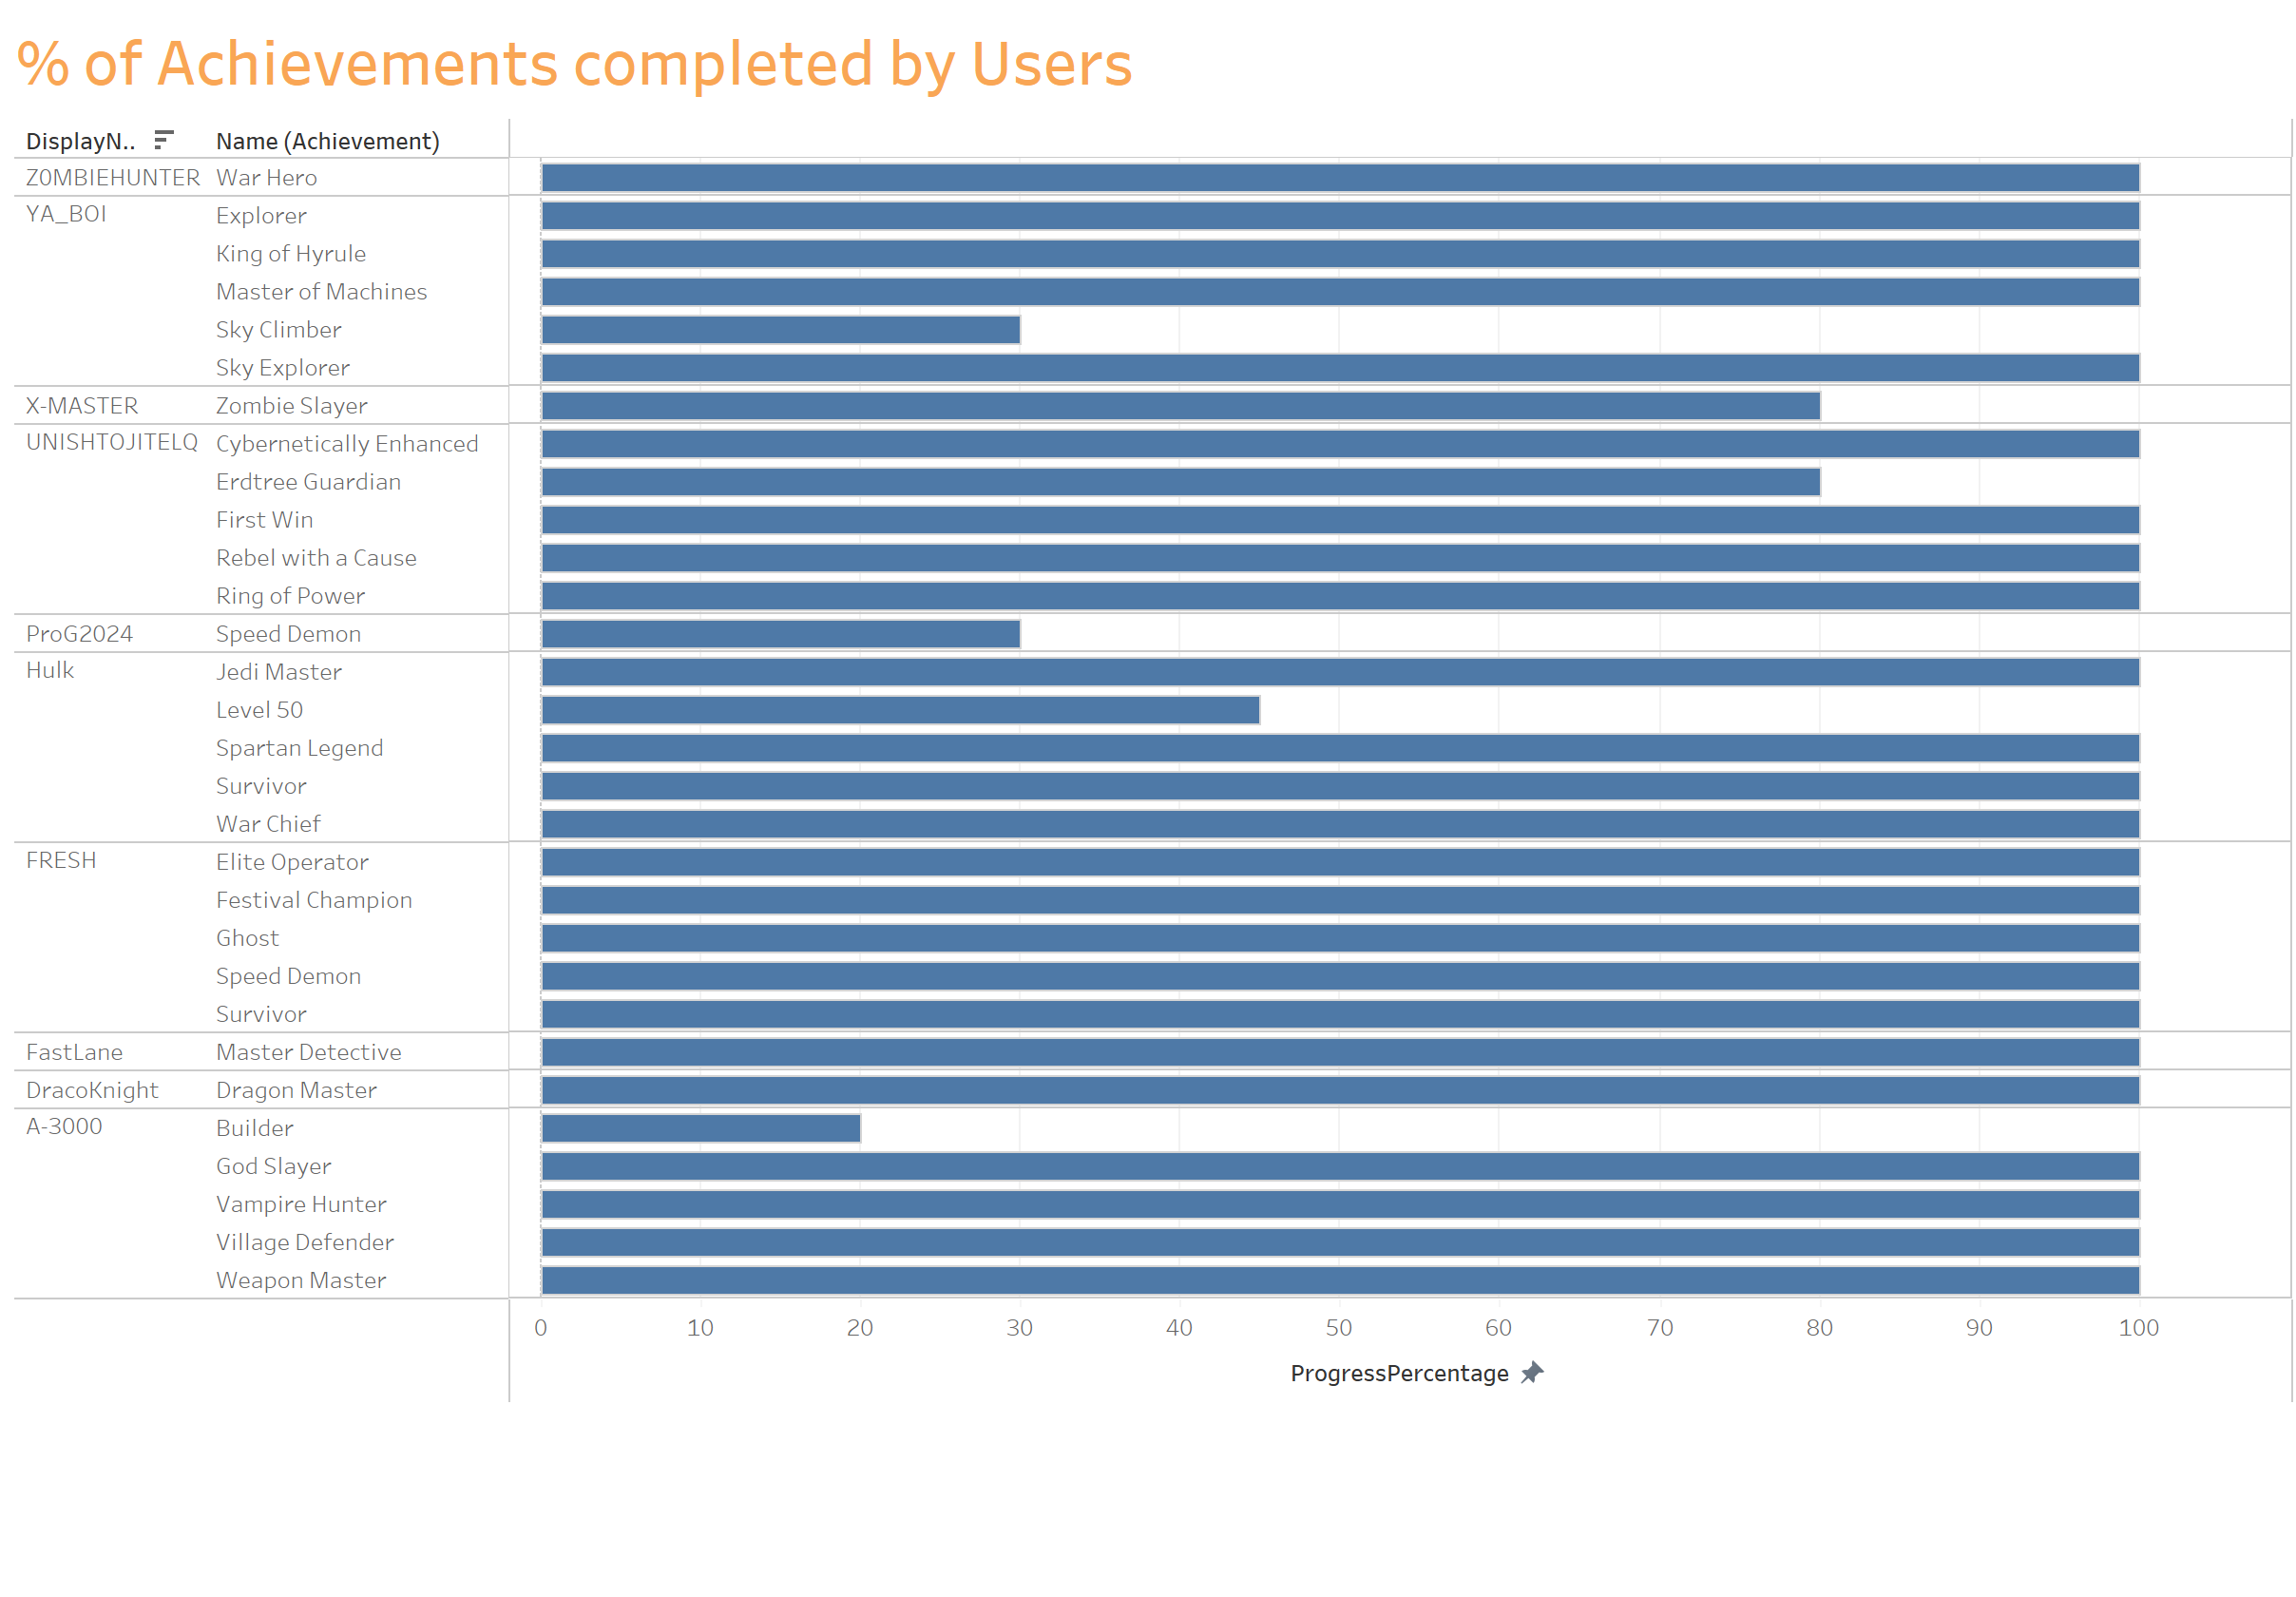 % of Achievements completed by Users
DisplayN.. Name (Achievement)
Z0MBIEHUNTER War Hero
YA_BOI Explorer
King of Hyrule
Master of Machines
Sky Climber
Sky Explorer
X-MASTER Zombie Slayer
UNISHTOJITELQ Cybernetically Enhanced
Erdtree Guardian
First Win
Rebel with a Cause
Ring of Power
ProG2024 Speed Demon
Hulk Jedi Master
Level 50
Spartan Legend
Survivor
War Chief
FRESH Elite Operator
Festival Champion
Ghost
Speed Demon
Survivor
FastLane Master Detective
DracoKnight Dragon Master
A-3000 Builder
God Slayer
Vampire Hunter
Village Defender
Weapon Master
0 10 20 30 40 50 60 70 80 90 100
ProgressPercentage